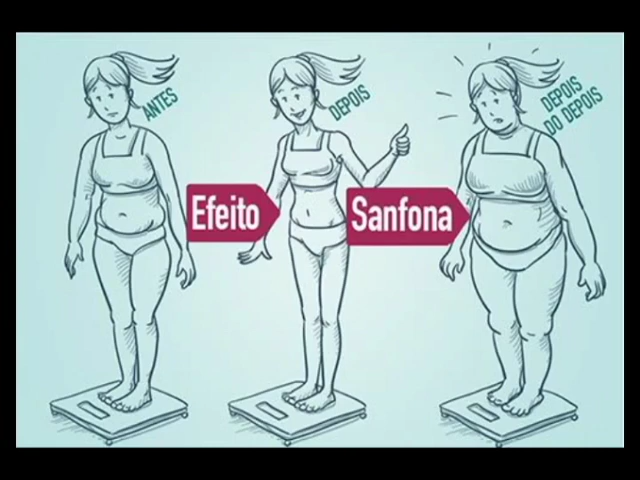 ANTES
DEPOIS
DEPOIS
DO DEPOIS
Efeito
Sanfona